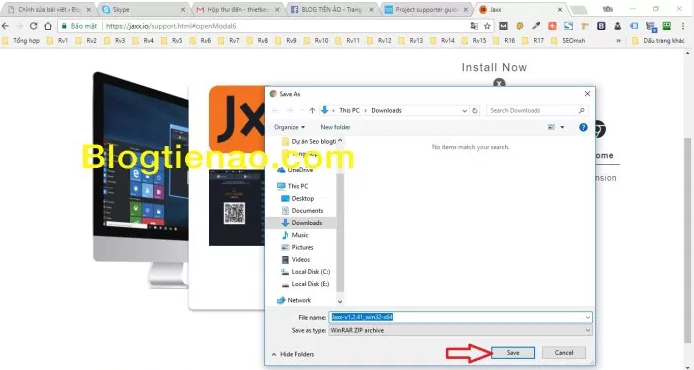 Chỉnh sửa bài viết - Blo
Skype
Hộp thư đến - thietkes
BLOG TIỀN ẢO - Trang
Project supporter guide
Jaxx
Bảo mật
https://jaxx.io/support.html#openModal6
Tổng hợp
Rv1
Rv2
Rv3
Rv4
Rv5
Rv6
Rv7
Rv8
Rv9
Rv10
Rv11
Rv12
Rv13
Rv14
Rv15
R16
R17
SEOmxh
»
Dấu trang khác
Install Now
Jxx
ome
ension
Blogtienao.com
Save As
This PC
Downloads
Search Downloads
Organize
New folder
Dự án Seo blogti
No items match your search.
OneDrive
This PC
Desktop
Documents
Downloads
Music
Pictures
Videos
Local Disk (C:)
Local Disk (E:)
Network
File name:
jaxx-v1.2.41_win32-x64
Save as type:
WinRAR ZIP archive
Hide Folders
Save
Cancel